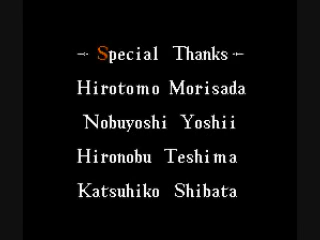 Special Thanks
Hirotomo Morisada
Nobuyoshi Yoshii
Hironobu Teshima
Katsuhiko Shibata